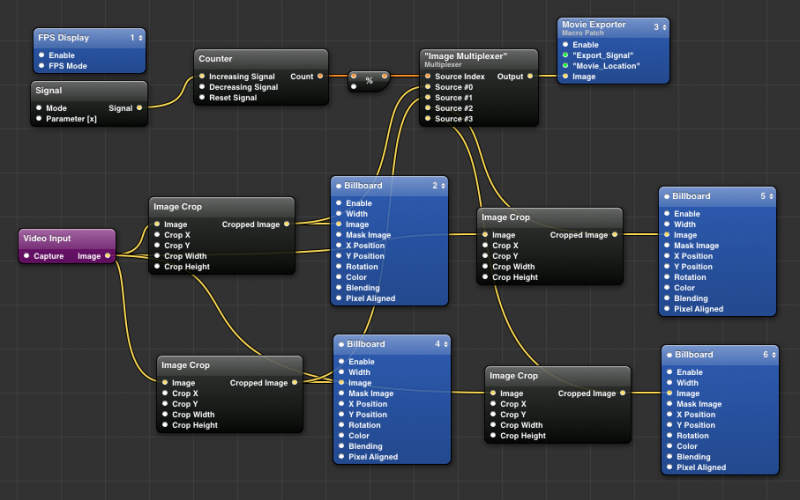 FPS Display 1
Enable
FPS Mode
Signal
Mode Signal
Parameter [x]
Counter
Increasing Signal Count
Decreasing Signal
Reset Signal
%
"Image Multiplexer"
Multiplexer
Source Index Output
Source #0
Source #1
Source #2
Source #3
Movie Exporter 3
Macro Patch
Enable
"Export_Signal"
"Movie_Location"
Image
Video Input
Capture Image
Image Crop
Image Cropped Image
Crop X
Crop Y
Crop Width
Crop Height
Billboard 2
Enable
Width
Image
Mask Image
X Position
Y Position
Rotation
Color
Blending
Pixel Aligned
Image Crop
Image Cropped Image
Crop X
Crop Y
Crop Width
Crop Height
Billboard 5
Enable
Width
Image
Mask Image
X Position
Y Position
Rotation
Color
Blending
Pixel Aligned
Image Crop
Image Cropped Image
Crop X
Crop Y
Crop Width
Crop Height
Billboard 4
Enable
Width
Image
Mask Image
X Position
Y Position
Rotation
Color
Blending
Pixel Aligned
Image Crop
Image Cropped Image
Crop X
Crop Y
Crop Width
Crop Height
Billboard 6
Enable
Width
Image
Mask Image
X Position
Y Position
Rotation
Color
Blending
Pixel Aligned